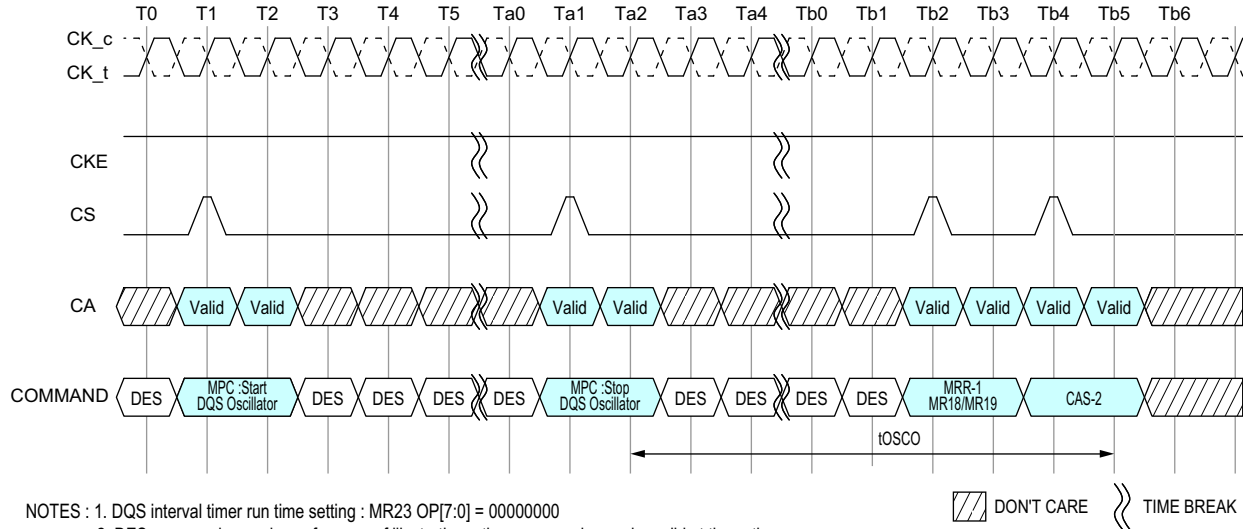 T0 T1 T2 T3 T4 T5 Ta0 Ta1 Ta2 Ta3 Ta4 Tb0 Tb1 Tb2 Tb3 Tb4 Tb5 Tb6
CK_c
CK_t
CKE
CS
CA Valid Valid Valid Valid Valid Valid Valid Valid
COMMAND DES MPC :Start DQS Oscillator DES DES DES DES MPC :Stop DQS Oscillator DES DES DES DES MRR-1 MR18/MR19 CAS-2
tOSCO
NOTES : 1. DQS interval timer run time setting : MR23 OP[7:0] = 00000000
DON'T CARE TIME BREAK